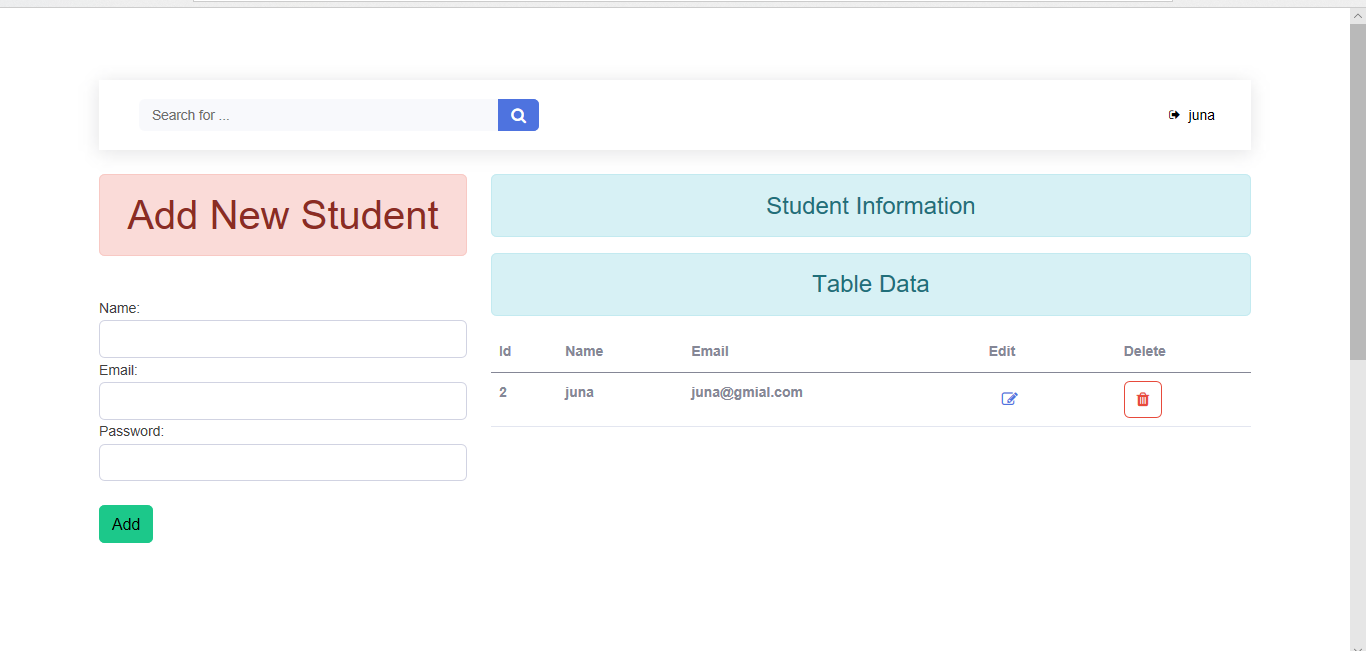 Search for ...
juna
Add New Student
Name:
Email:
Password:
Add
Student Information
Table Data
Id Name Email Edit Delete
2 juna juna@gmial.com